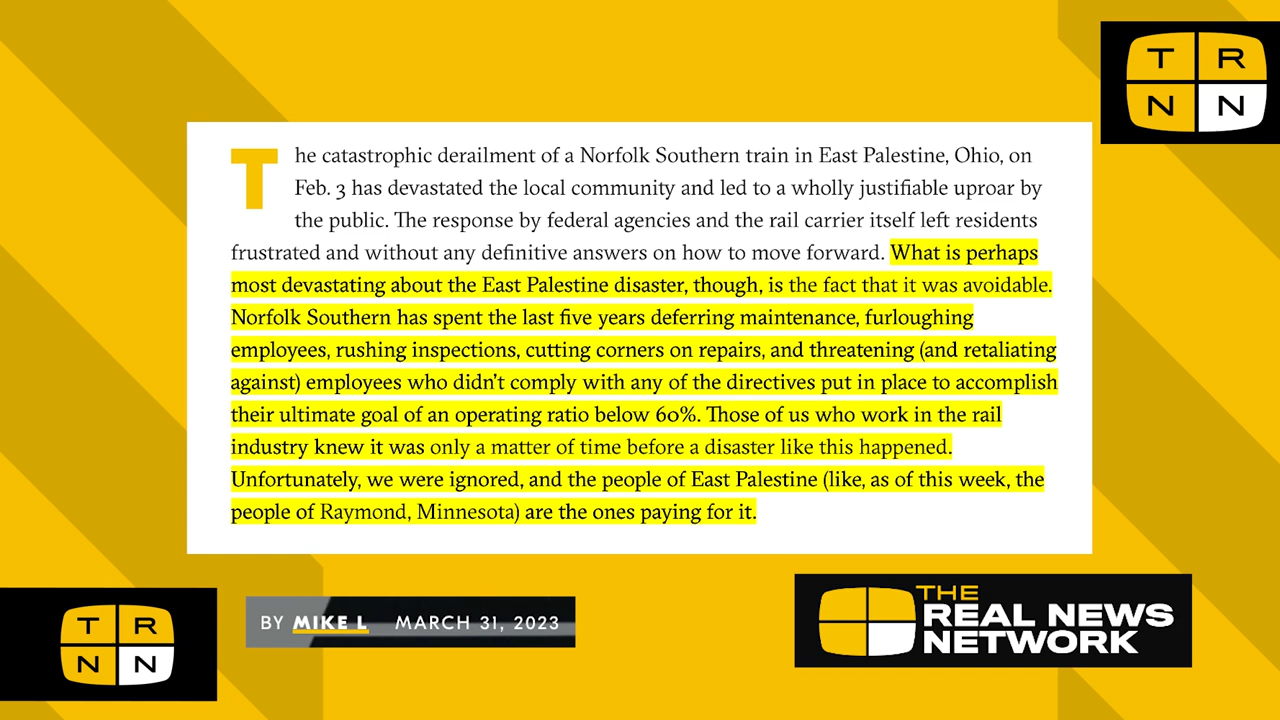 T R
N N
The catastrophic derailment of a Norfolk Southern train in East Palestine, Ohio, on
Feb. 3 has devastated the local community and led to a wholly justifiable uproar by
the public. The response by federal agencies and the rail carrier itself left residents
frustrated and without any definitive answers on how to move forward. What is perhaps
most devastating about the East Palestine disaster, though, is the fact that it was avoidable.
Norfolk Southern has spent the last five years deferring maintenance, furloughing
employees, rushing inspections, cutting corners on repairs, and threatening (and retaliating
against) employees who didn’t comply with any of the directives put in place to accomplish
their ultimate goal of an operating ratio below 60%. Those of us who work in the rail
industry knew it was only a matter of time before a disaster like this happened.
Unfortunately, we were ignored, and the people of East Palestine (like, as of this week, the
people of Raymond, Minnesota) are the ones paying for it.
T R
N N
BY MIKE L MARCH 31, 2023
THE
REAL NEWS
NETWORK